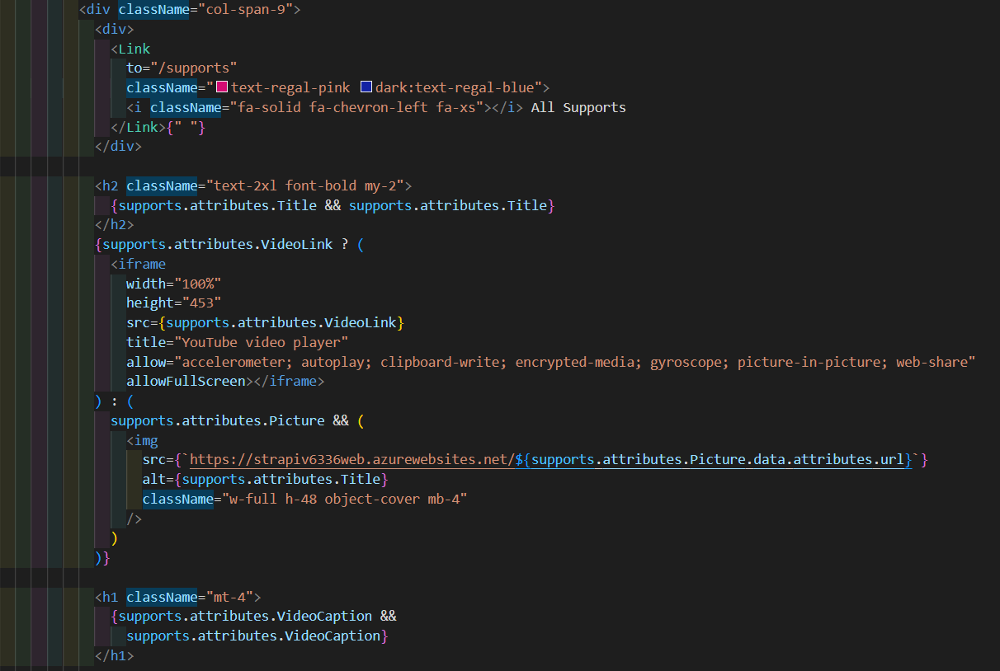 <div className="col-span-9">
<div>
<Link
to="/supports"
className="text-regal-pink dark:text-regal-blue">
<i className="fa-solid fa-chevron-left fa-xs"></i> All Supports
</Link>{" "}
</div>
<h2 className="text-2xl font-bold my-2">
{supports.attributes.Title && supports.attributes.Title}
</h2>
{supports.attributes.VideoLink ? (
<iframe
width="100%"
height="453"
src={supports.attributes.VideoLink}
title="YouTube video player"
allow="accelerometer; autoplay; clipboard-write; encrypted-media; gyroscope; picture-in-picture; web-share"
allowFullScreen></iframe>
) : (
supports.attributes.Picture && (
<img
src={`https://strapiv6336web.azurewebsites.net/${supports.attributes.Picture.data.attributes.url}`}
alt={supports.attributes.Title}
className="w-full h-48 object-cover mb-4"
/>
)
)}
<h1 className="mt-4">
{supports.attributes.VideoCaption &&
supports.attributes.VideoCaption}
</h1>